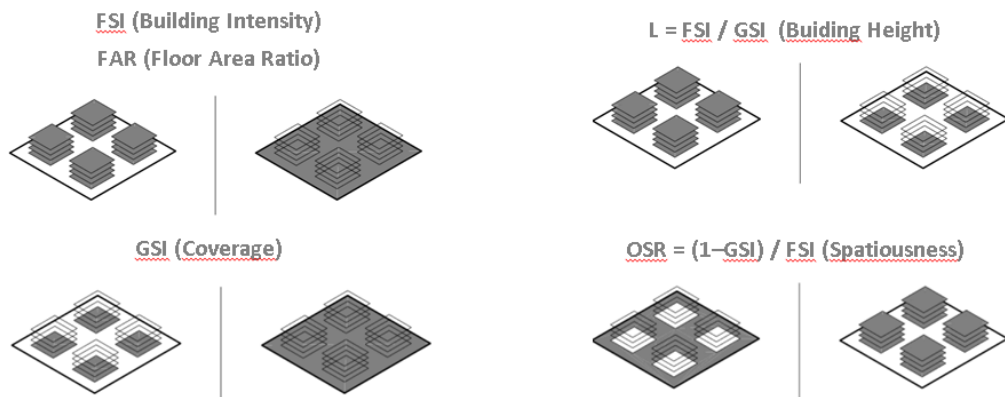 FSI (Building Intensity)
FAR (Floor Area Ratio)
L = FSI / GSI (Buiding Height)
GSI (Coverage)
OSR = (1–GSI) / FSI (Spatiousness)